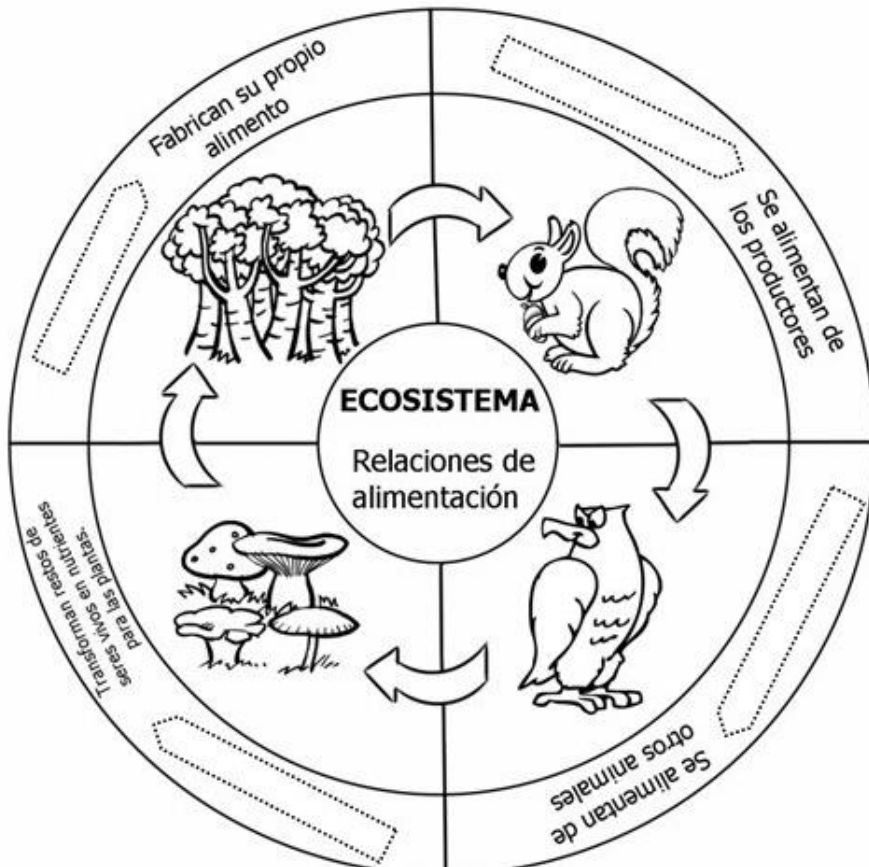 Fabrican su propio
alimento
Se alimentan de
los productores
ECOSISTEMA
Relaciones de
alimentación
Transforman restos de
seres vivos en nutrientes
para las plantas.
Se alimentan de
otros animales